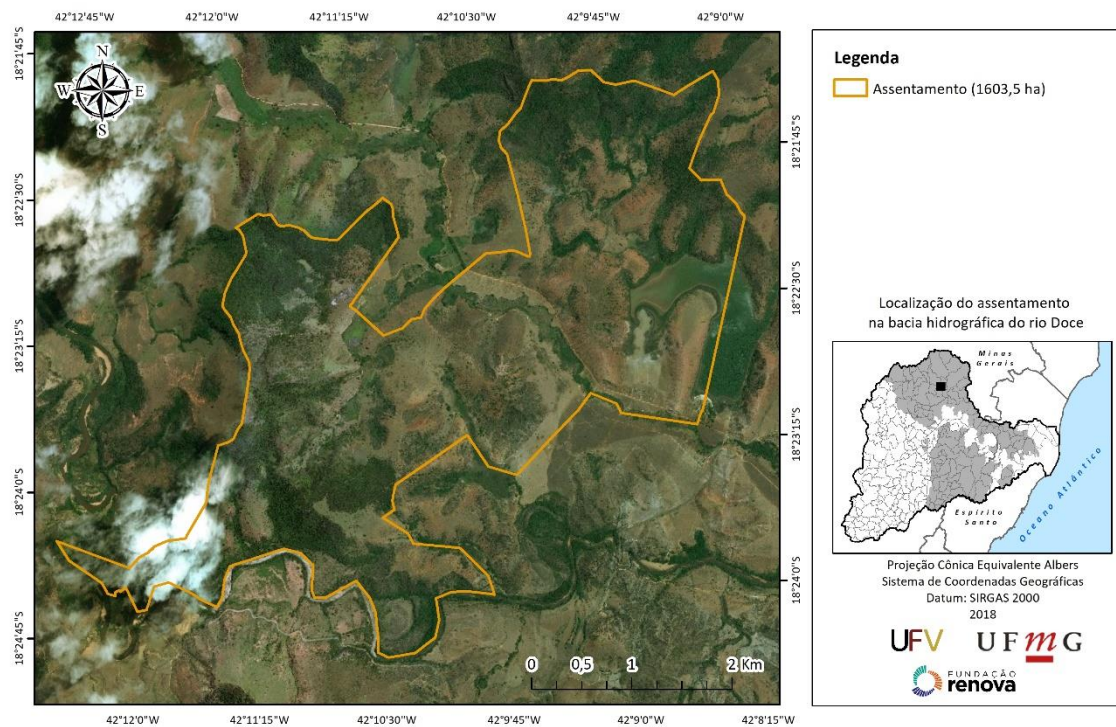 42°12'45"W 42°12'0"W 42°11'15"W 42°10'30"W 42°9'45"W 42°9'0"W
18°21'45"S
18°22'30"S
18°23'15"S
18°24'0"S
18°24'45"S
N
W E
S
18°21'45"S
18°22'30"S
18°23'15"S
18°24'0"S
0 0,5 1 2 Km
42°12'0"W 42°11'15"W 42°10'30"W 42°9'45"W 42°9'0"W 42°8'15"W
Legenda
Assentamento (1603,5 ha)
Localização do assentamento
na bacia hidrográfica do rio Doce
Minas
Gerais
Espírito
Santo
Oceano Atlântico
Projeção Cônica Equivalente Albers
Sistema de Coordenadas Geográficas
Datum: SIRGAS 2000
2018
UFV UFmG
FUNDAÇÃO
renova